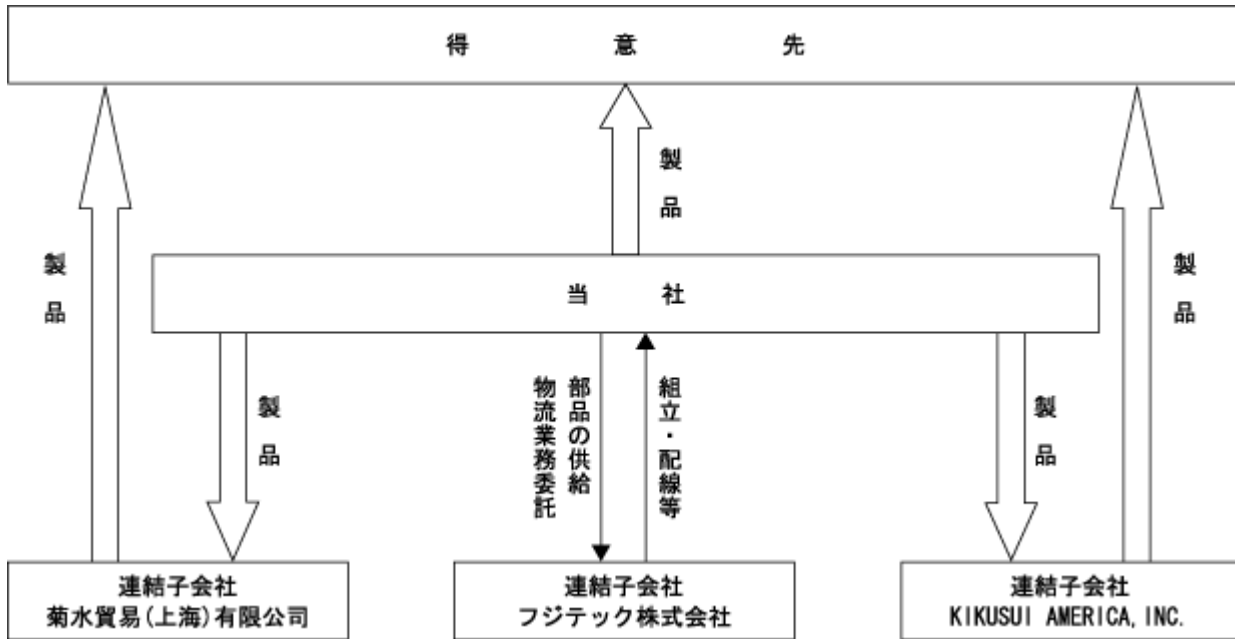 得意先
製品
製品
製品
当社
製品
部品の供給
物流業務委託
組立・配線等
製品
連結子会社
菊水貿易(上海)有限公司
連結子会社
フジテック株式会社
連結子会社
KIKUSUI AMERICA,INC.